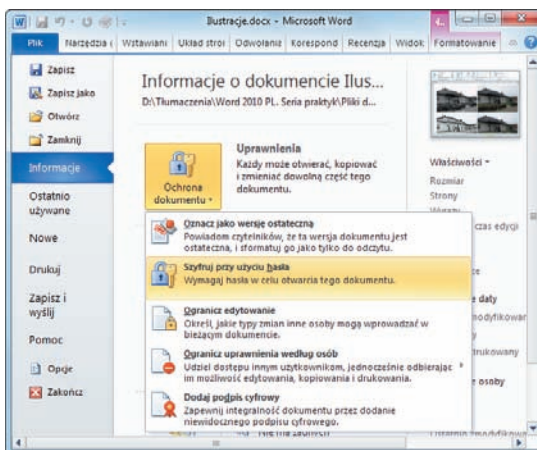 Ilustracje.docx - Microsoft Word
Plik Narzędzia Wstawiani Układ stroi Odwołania Korespond Recenzja Widok Formatowanie
Zapisz
Zapisz jako
Otwórz
Zamknij
Informacje
Ostatnio
używane
Nowe
Drukuj
Zapisz i
wyślij
Pomoc
Opcje
Zakończ
Informacje o dokumencie Ilus...
D:\Tłumaczenia\Word 2010 PL. Seria praktyk\Pliki d...
Ochrona
dokumentu
Uprawnienia
Każdy może otwierać, kopiować
i zmieniać dowolną część tego
dokumentu.
Oznacz jako wersję ostateczną
Powiadom czytelników, że ta wersja dokumentu jest
ostateczna, i sformatuj go jako tylko do odczytu.
Szyfruj przy użyciu hasła
Wymagaj hasła w celu otwarcia tego dokumentu.
Ogranicz edytowanie
Określ, jakie typy zmian inne osoby mogą wprowadzać w
bieżącym dokumencie.
Ogranicz uprawnienia według osób
Udziel dostępu innym użytkownikom, jednocześnie odbierając
im możliwość edytowania, kopiowania i drukowania.
Dodaj podpis cyfrowy
Zapewnij integralność dokumentu przez dodanie
niewidocznego podpisu cyfrowego.
Właściwości
Rozmiar
Strony
czas edycji
daty
osoby